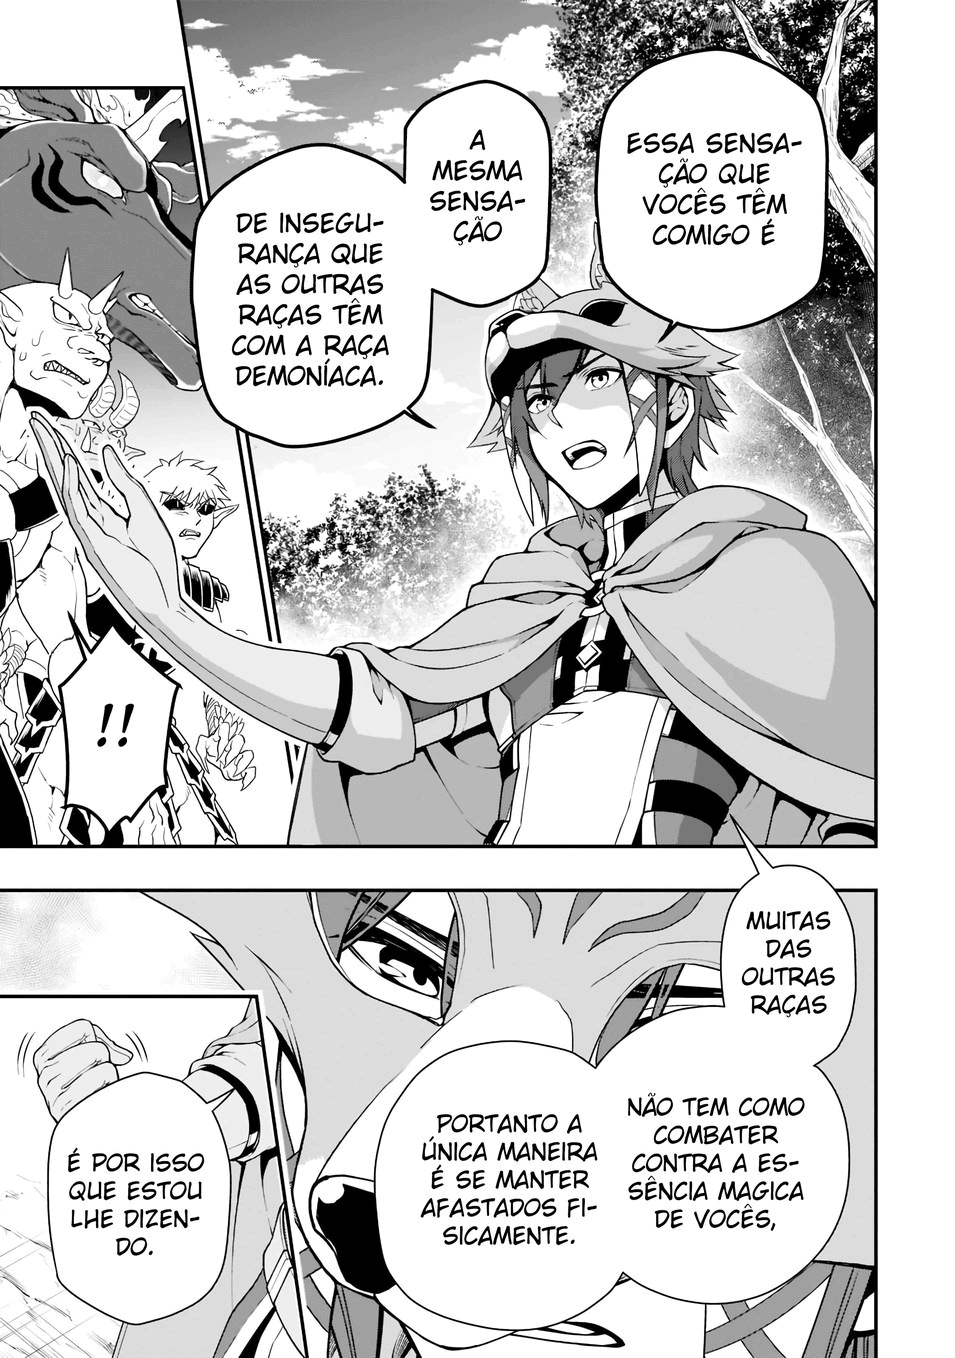 ESSA SENSA-
ÇÃO QUE
VOCÊS TÊM
COMIGO É
A
MESMA
SENSA-
ÇÃO
DE INSEGU-
RANÇA QUE
AS OUTRAS
RAÇAS TÊM
COM A RAÇA
DEMONÍACA.
!!
MUITAS
DAS
OUTRAS
RAÇAS
NÃO TEM COMO
COMBATER
CONTRA A ES-
SÊNCIA MAGICA
DE VOCÊS,
PORTANTO A
ÚNICA MANEIRA
É SE MANTER
AFASTADOS FI-
SICAMENTE.
É POR ISSO
QUE ESTOU
LHE DIZEN-
DO.